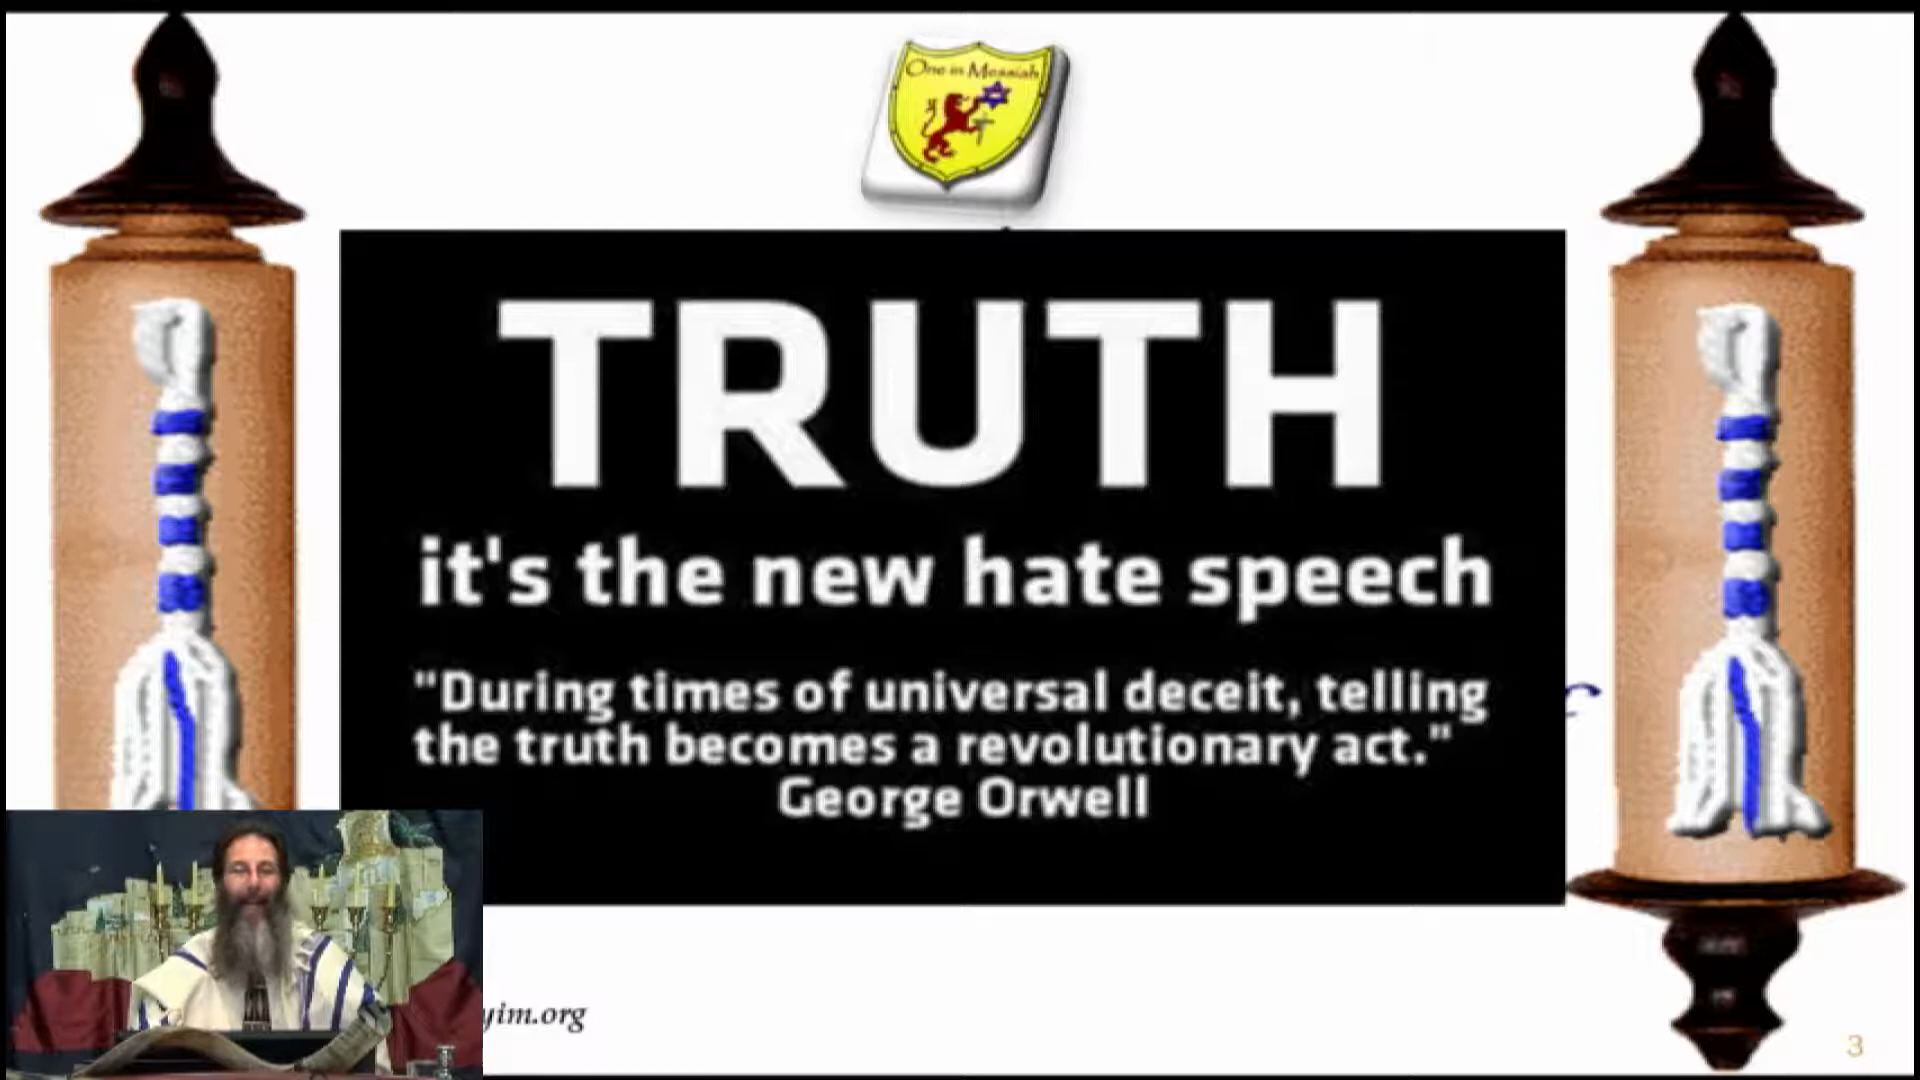 One in Messiah
TRUTH
it's the new hate speech
"During times of universal deceit, telling
the truth becomes a revolutionary act."
George Orwell
yim.org
3